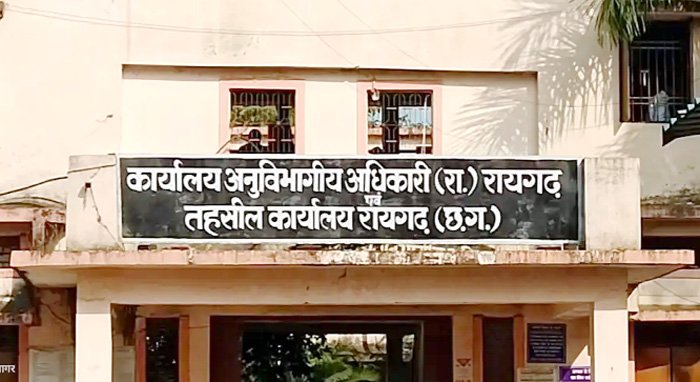 कार्यालय अनुविभागीय अधिकारी (रा.) रायगढ़
एवं
तहसील कार्यालय रायगढ़ (छ.ग.)